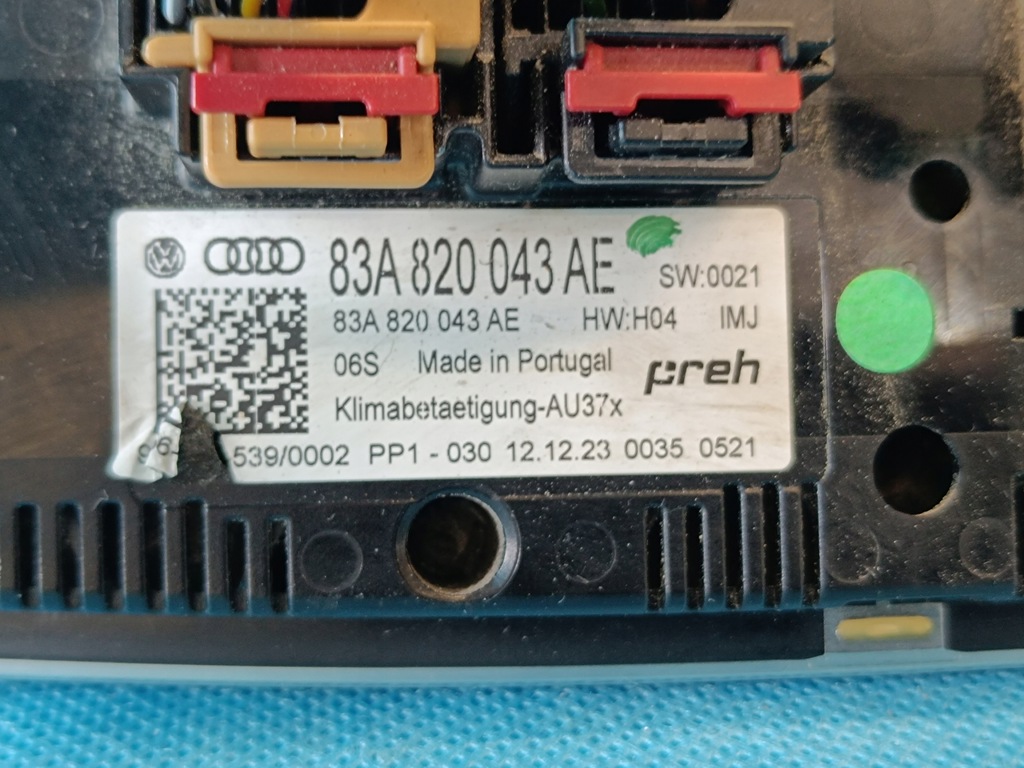 83A 820 043 AE SW:0021
83A 820 043 AE HW:H04 IMJ
06S Made in Portugal preh
Klimabetaetigung-AU37x
539/0002 PP1 - 030 12.12.23 0035 0521